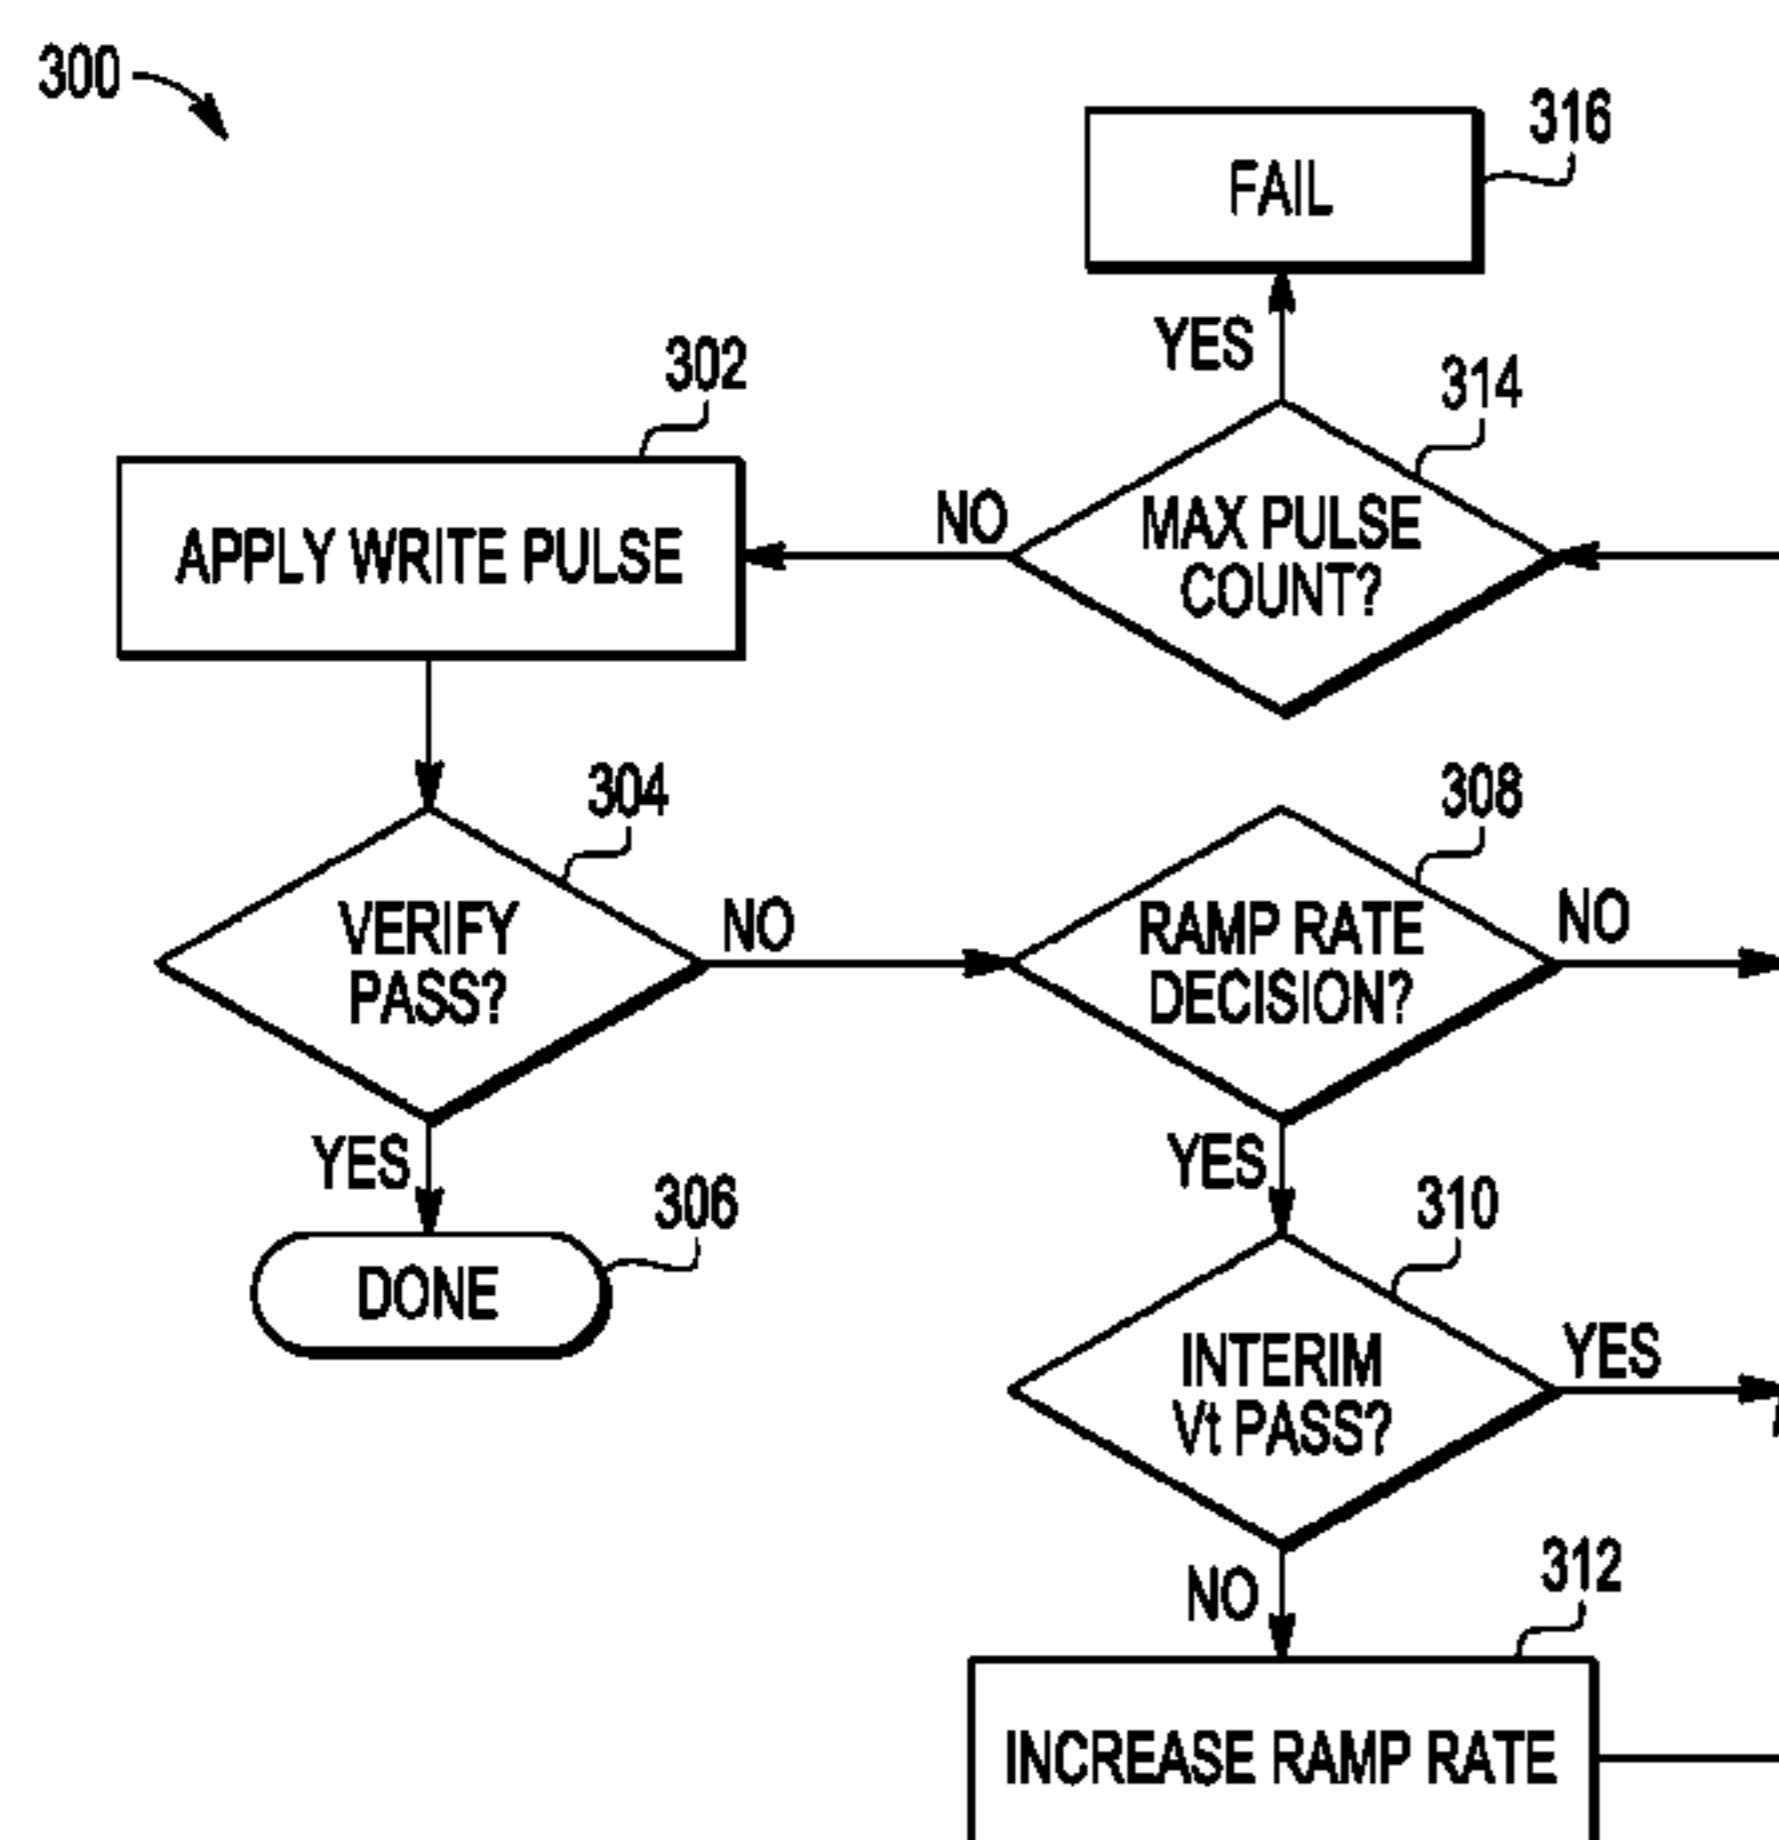 300
316
FAIL
YES
302
314
APPLY WRITE PULSE
NO
MAX PULSE
COUNT?
304
308
VERIFY
PASS?
NO
RAMP RATE
DECISION?
NO
YES
306
DONE
YES
310
INTERIM
Vt PASS?
YES
NO
312
INCREASE RAMP RATE